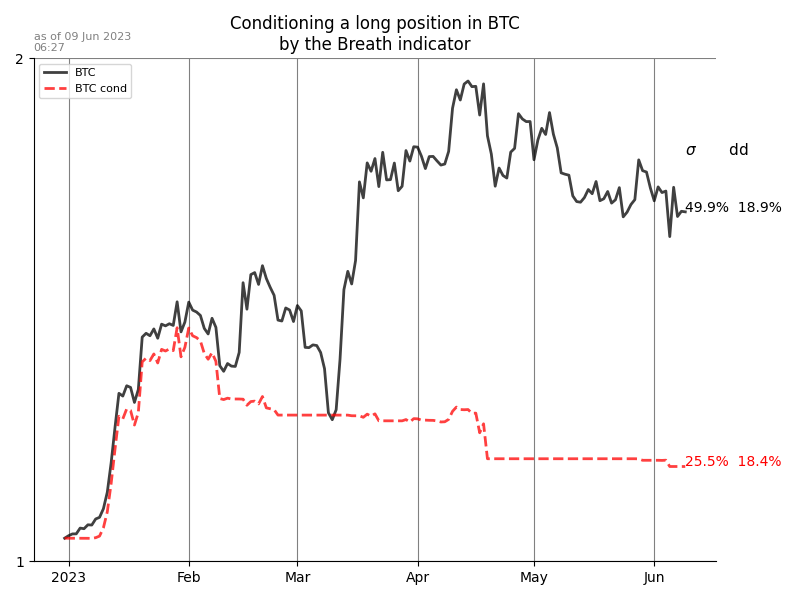 Conditioning a long position in BTC
by the Breath indicator
as of 09 Jun 2023
06:27
2
BTC
BTC cond
σ dd
49.9% 18.9%
25.5% 18.4%
1
2023 Feb Mar Apr May Jun